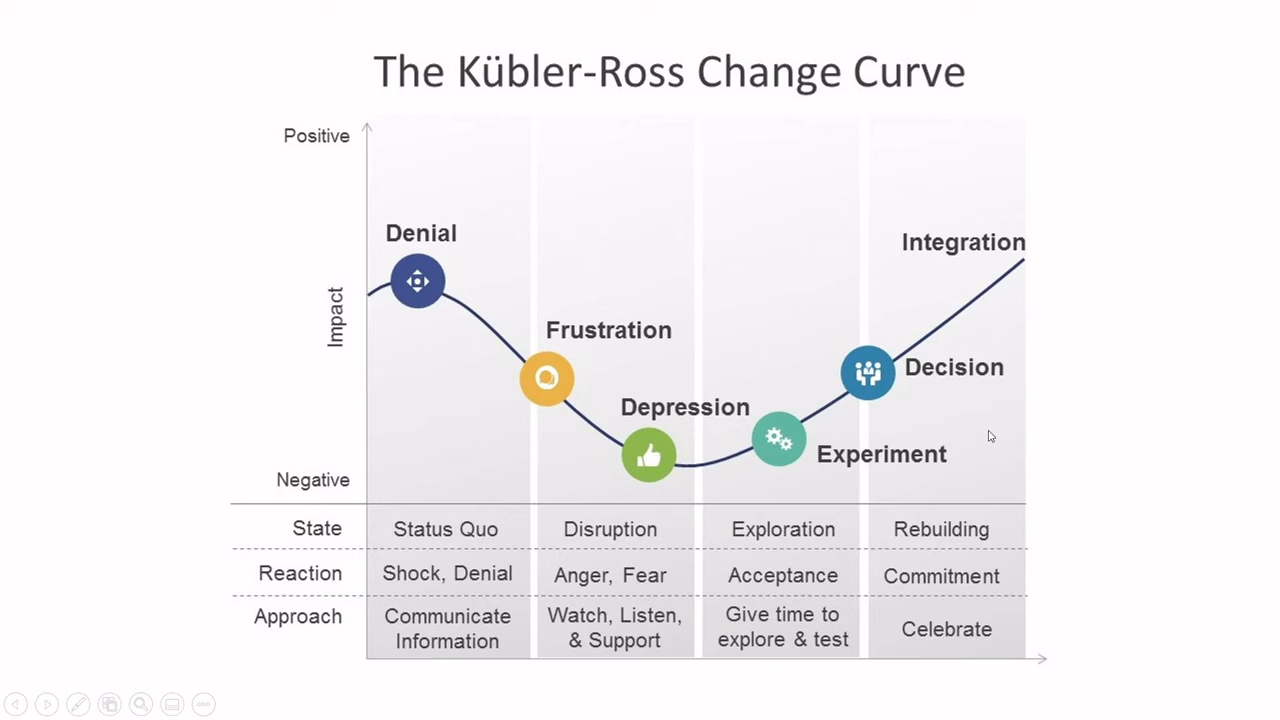 The Kübler-Ross Change Curve
Positive
Denial
Integration
Impact
Frustration
Decision
Depression
Experiment
Negative
State
Status Quo
Disruption
Exploration
Rebuilding
Reaction
Shock, Denial
Anger, Fear
Acceptance
Commitment
Approach
Communicate
Information
Watch, Listen,
& Support
Give time to
explore & test
Celebrate